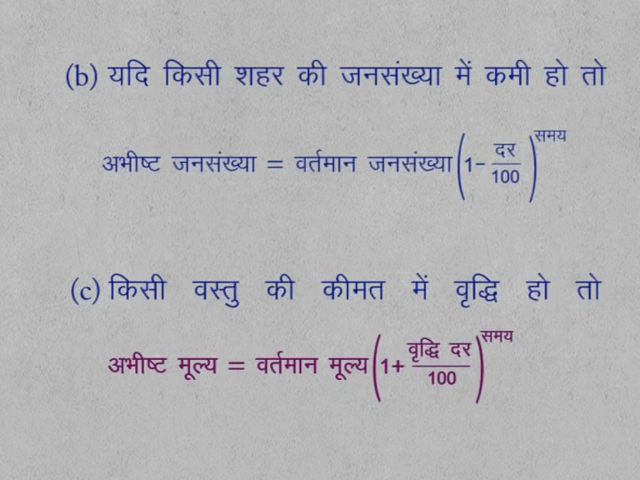 (b) यदि किसी शहर की जनसंख्या में कमी हो तो
अभीष्ट जनसंख्या = वर्तमान जनसंख्या(1- दर/100)^समय
(c) किसी वस्तु की कीमत में वृद्धि हो तो
अभीष्ट मूल्य = वर्तमान मूल्य(1+ वृद्धि दर/100)^समय